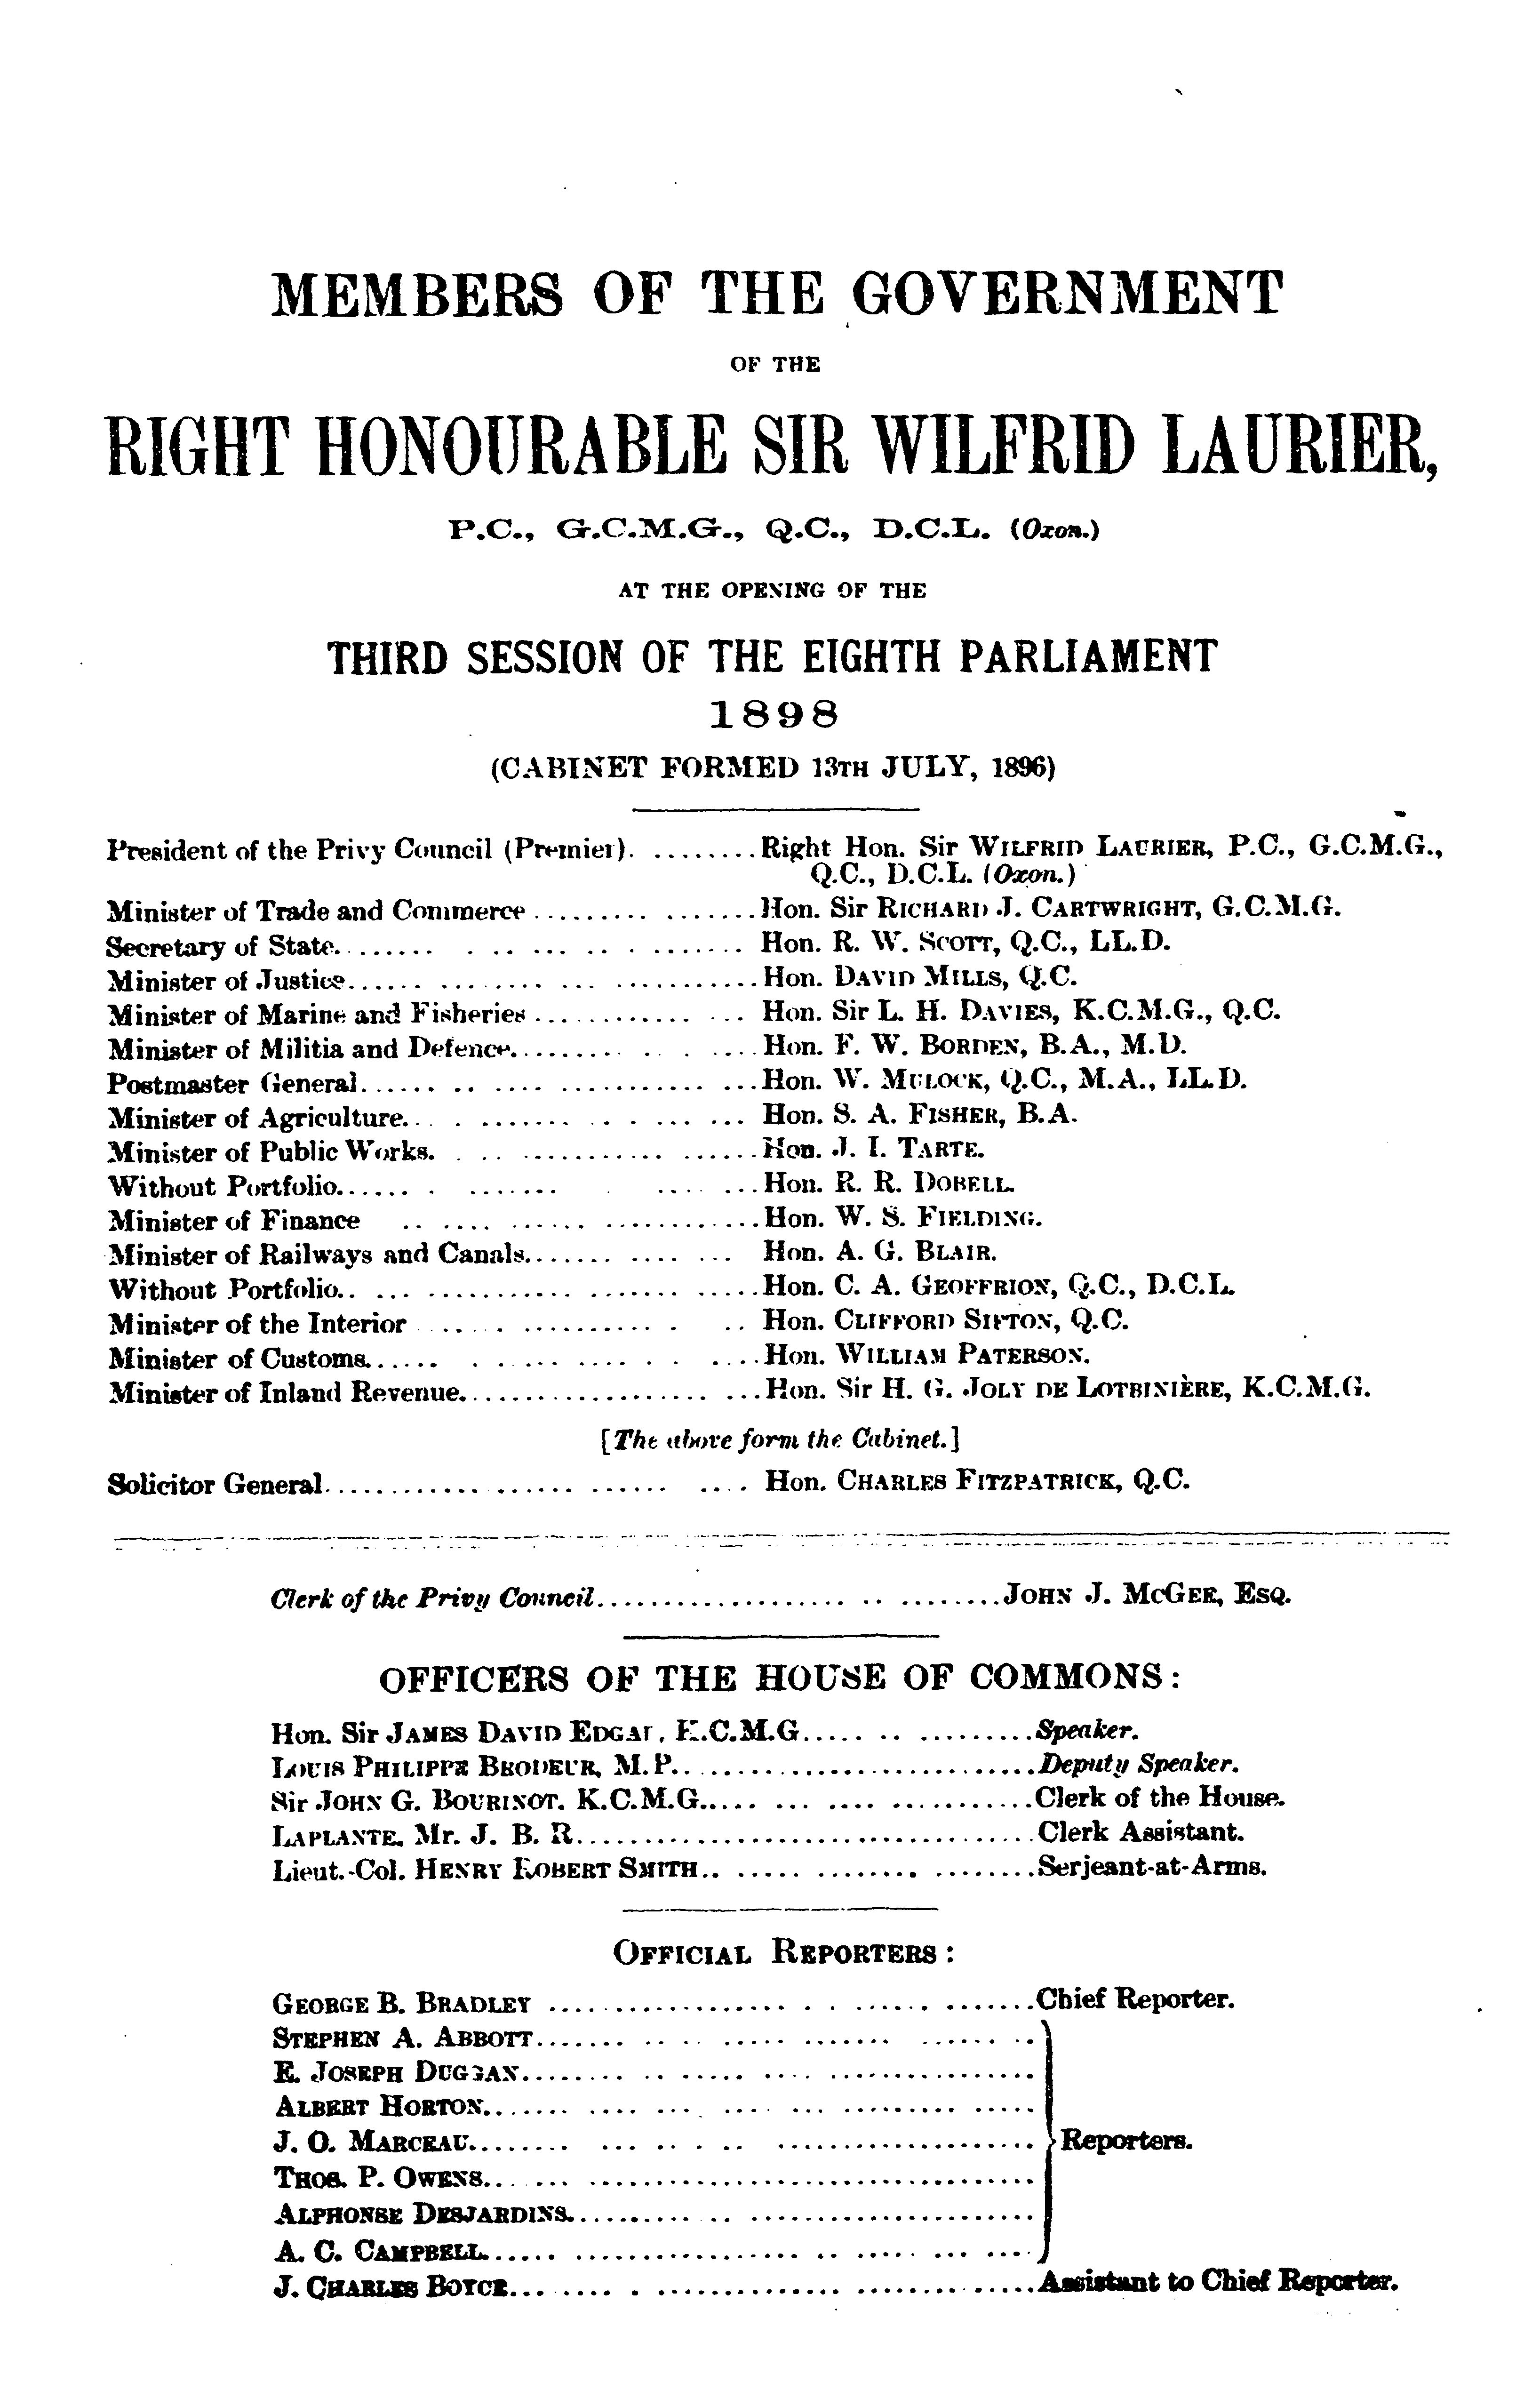 MEMBERS OF THE GOVERNMENT
OF THE
RIGHT HONOURABLE SIR WILFRID LAURIER,
P.C., G.C.M.G., Q.C., D.C.L. (Oxon.)
AT THE OPENING OF THE
THIRD SESSION OF THE EIGHTH PARLIAMENT
1898
(CABINET FORMED 13TH JULY, 1896)
President of the Privy Council (Premier). ........Right Hon. Sir WILFRID LAURIER, P.C., G.C.M.G.,
Q.C., D.C.L. (Oxon.)
Minister of Trade and Commerce ......... .......Hon. Sir RICHARD J. CARTWRIGHT, G.C.M.G.
Secretary of State....... . .. ... .. . ....... Hon. R. W. SCOTT, Q.C., LL.D.
Minister of Justice...... ... .... ... ...........Hon. DAVID MILLS, Q.C.
Minister of Marine and Fisheries ............ ... Hon. Sir L. H. DAVIES, K.C.M.G., Q.C.
Minister of Militia and Defence......... . . ....Hon. F. W. BORDEN, B.A., M.D.
Postmaster General...... .. .... ............ ...Hon. W. MULOCK, Q.C., M.A., LL.D.
Minister of Agriculture.. . ....... . . . ... ... Hon. S. A. FISHER, B.A.
Minister of Public Works. . .. ........... ......Hon. J. I. TARTE.
Without Portfolio...... . ....... .... ...Hon. R. R. DOBELL.
Minister of Finance .. .... ...... ............Hon. W. S. FIELDING.
Minister of Railways and Canals....... .... ... Hon. A. G. BLAIR.
Without Portfolio.. ... ............ ....... .....Hon. C. A. GEOFFRION, Q.C., D.C.L.
Minister of the Interior .... . .......... . .. Hon. CLIFFORD SIFTON, Q.C.
Minister of Customs...... . ... ...... . . ....Hon. WILLIAM PATERSON.
Minister of Inland Revenue.................. ...Hon. Sir H. G. JOLY DE LOTBINIÈRE, K.C.M.G.
[The above form the Cabinet.]
Solicitor General............ ...... ...... .... Hon. CHARLES FITZPATRICK, Q.C.
Clerk of the Privy Council................... .. ........JOHN J. MCGEE, ESQ.
OFFICERS OF THE HOUSE OF COMMONS:
Hon. Sir JAMES DAVID EDGAR, K.C.M.G..... .. .........Speaker.
LOUIS PHILIPPE BRODEUR, M.P............................Deputy Speaker.
Sir JOHN G. BOURINOT, K.C.M.G..... ... .... ...........Clerk of the House.
LAPLANTE, Mr. J. B. R..................................Clerk Assistant.
Lieut.-Col. HENRY ROBERT SMITH.. ...... ........ ........Serjeant-at-Arms.
OFFICIAL REPORTERS:
GEORGE B. BRADLEY .................. . . ...... .......Chief Reporter.
STEPHEN A. ABBOTT....... .. . ..... ....... ...... ..
E. JOSEPH DUGGAN........ .. ..... .... ................
ALBERT HORTON....... .... ... .... ... ......... .....
J. O. MARCEAU........ ... .. . .. ................... Reporters.
THOS. P. OWENS... ... .................................
ALPHONSE DESJARDINS......... .. ......................
A. C. CAMPBELL...... ................. .. ..... ... ....
J. CHARLES BOYCE........ . .............. ......... .....Assistant to Chief Reporter.